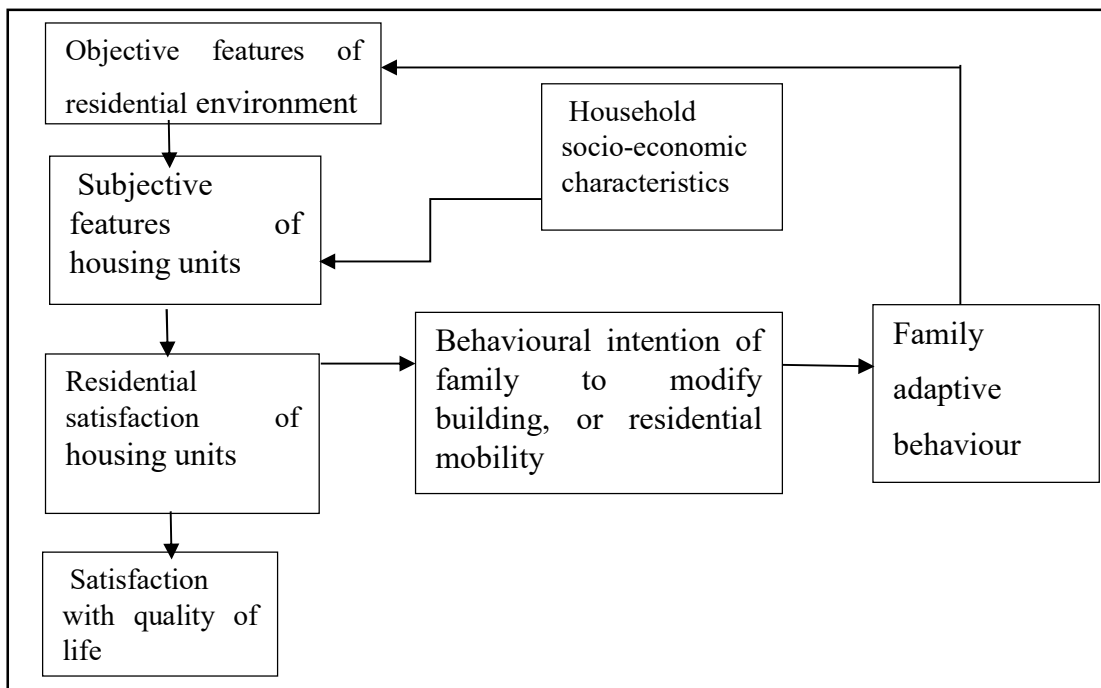 Objective features of
residential environment
Household
socio-economic
characteristics
Subjective
features of
housing units
Behavioural intention of
family to modify
building, or residential
mobility
Family
adaptive
behaviour
Residential
satisfaction of
housing units
Satisfaction
with quality of
life